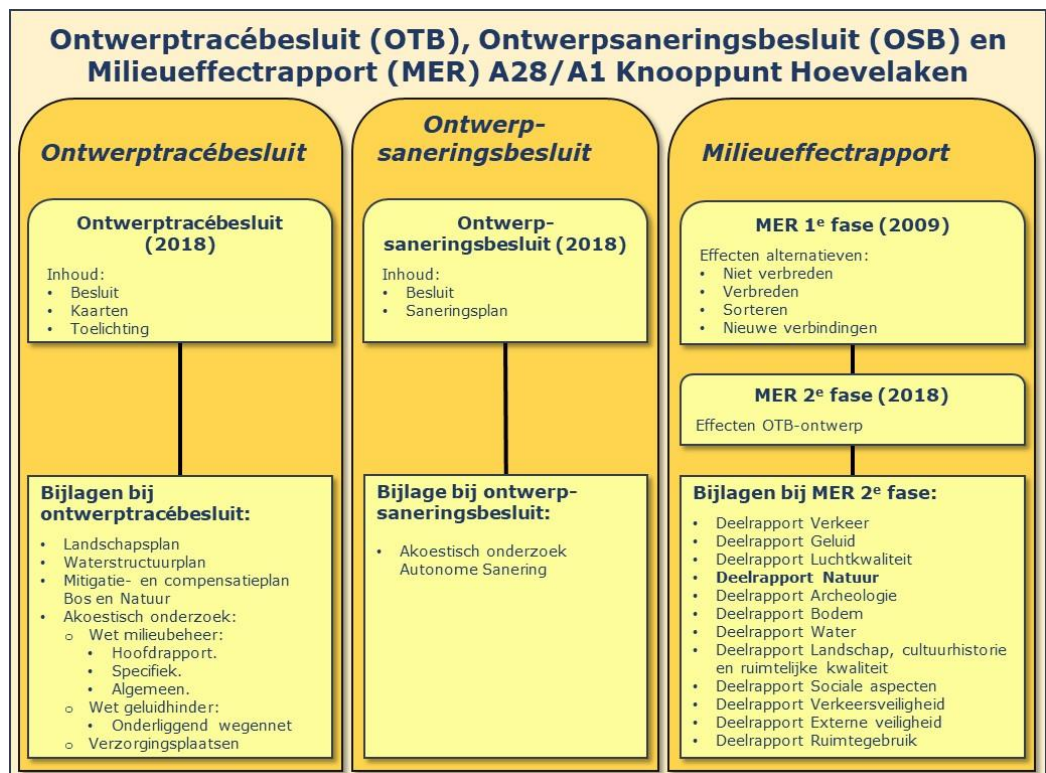 Ontwerptracébesluit (OTB), Ontwerpsaneringsbesluit (OSB) en
Milieueffectrapport (MER) A28/A1 Knooppunt Hoevelaken
Ontwerptracébesluit
Ontwerptracébesluit
(2018)
Inhoud:
• Besluit
• Kaarten
• Toelichting
Bijlagen bij
ontwerptracébesluit:
• Landschapsplan
• Waterstructuurplan
• Mitigatie- en compensatieplan
Bos en Natuur
• Akoestisch onderzoek:
o Wet milieubeheer:
• Hoofdrapport.
• Specifiek.
• Algemeen.
o Wet geluidhinder:
• Onderliggend wegennet
o Verzorgingsplaatsen
Ontwerp-
saneringsbesluit
Ontwerp-
saneringsbesluit (2018)
Inhoud:
• Besluit
• Saneringsplan
Bijlage bij ontwerp-
saneringsbesluit:
• Akoestisch onderzoek
Autonome Sanering
Milieueffectrapport
MER 1e fase (2009)
Effecten alternatieven:
• Niet verbreden
• Verbreden
• Sorteren
• Nieuwe verbindingen
MER 2e fase (2018)
Effecten OTB-ontwerp
Bijlagen bij MER 2e fase:
• Deelrapport Verkeer
• Deelrapport Geluid
• Deelrapport Luchtkwaliteit
• Deelrapport Natuur
• Deelrapport Archeologie
• Deelrapport Bodem
• Deelrapport Water
• Deelrapport Landschap, cultuurhistorie
en ruimtelijke kwaliteit
• Deelrapport Sociale aspecten
• Deelrapport Verkeersveiligheid
• Deelrapport Externe veiligheid
• Deelrapport Ruimtegebruik